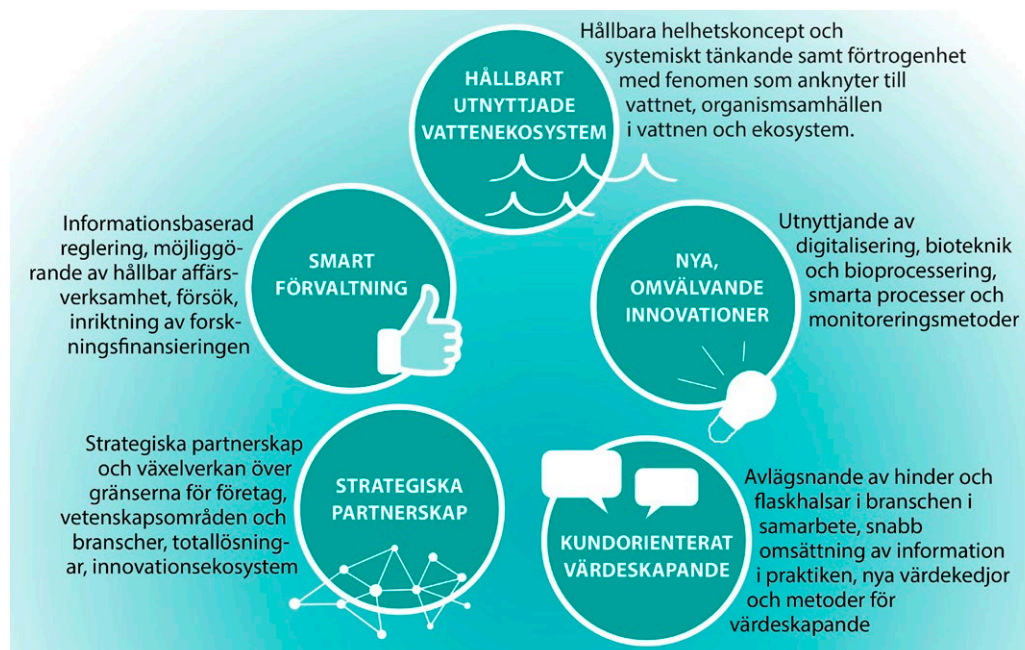 HÅLLBART
UTNYTTJADE
VATTENEKOSYSTEM
Hållbara helhetskoncept och
systemiskt tänkande samt förtrogenhet
med fenomen som anknyter till
vattnet, organismsamhällen
i vattnen och ekosystem.
Informationsbaserad
reglering, möjliggö-
rande av hållbar affärs-
verksamhet, försök,
inriktning av forsk-
ningsfinansieringen
SMART
FÖRVALTNING
NYA,
OMVÄLVANDE
INNOVATIONER
Utnyttjande av
digitalisering, bioteknik
och bioprocessering,
smarta processer och
monitoreringsmetoder
Strategiska partnerskap
och växelverkan över
gränserna för företag,
vetenskapsområden och
branscher, totallösning-
ar, innovationsekosystem
STRATEGISKA
PARTNERSKAP
KUNDORIENTERAT
VÄRDESKAPANDE
Avlägsnande av hinder och
flaskhalsar i branschen i
samarbete, snabb
omsättning av information
i praktiken, nya värdekedjor
och metoder för
värdeskapande